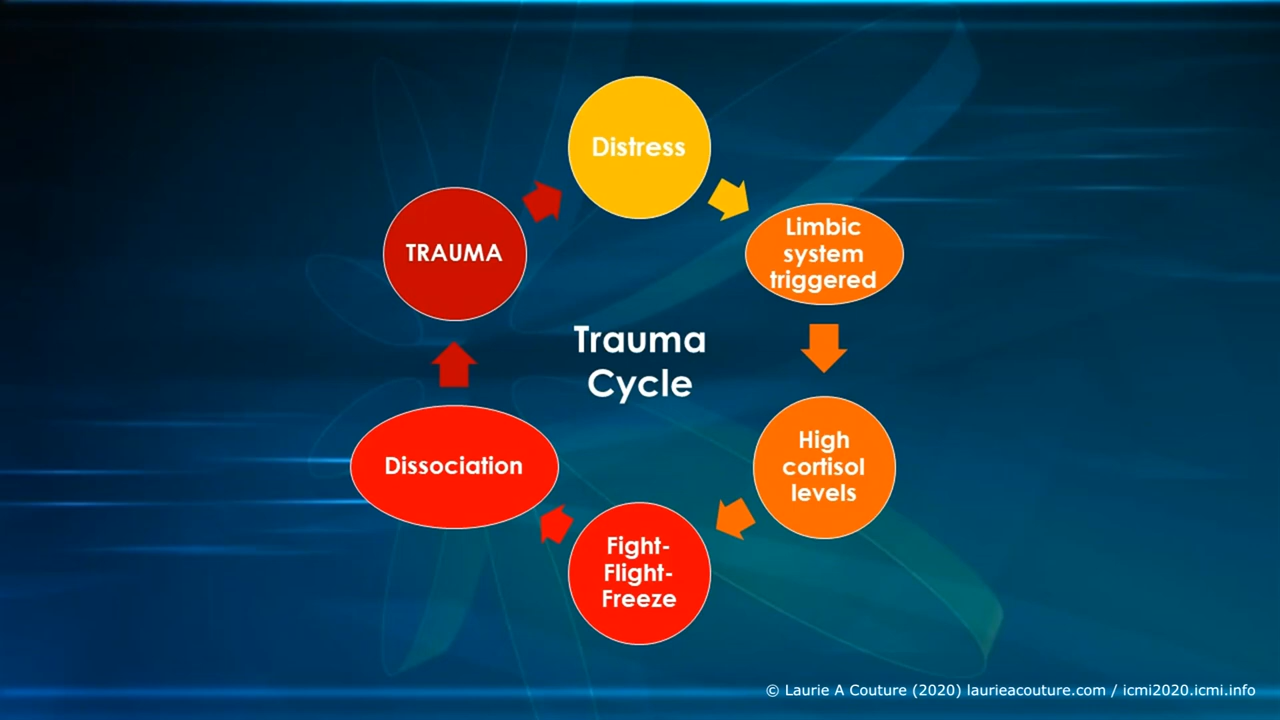 Distress
Limbic
system
triggered
High
cortisol
levels
Fight-
Flight-
Freeze
Dissociation
TRAUMA
Trauma
Cycle
© Laurie A Couture (2020) laurieacouture.com / icmi2020.icmi.info